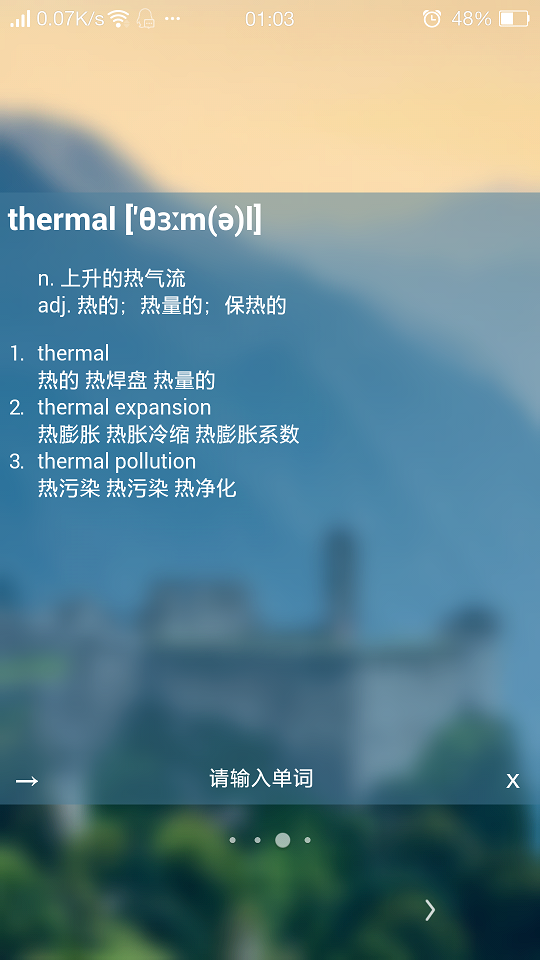 0.07K/s ··· 01:03 48%
thermal ['θɜːm(ə)l]
n. 上升的热气流
adj. 热的；热量的；保热的
1. thermal
热的 热焊盘 热量的
2. thermal expansion
热膨胀 热胀冷缩 热膨胀系数
3. thermal pollution
热污染 热污染 热净化
→ 请输入单词 x